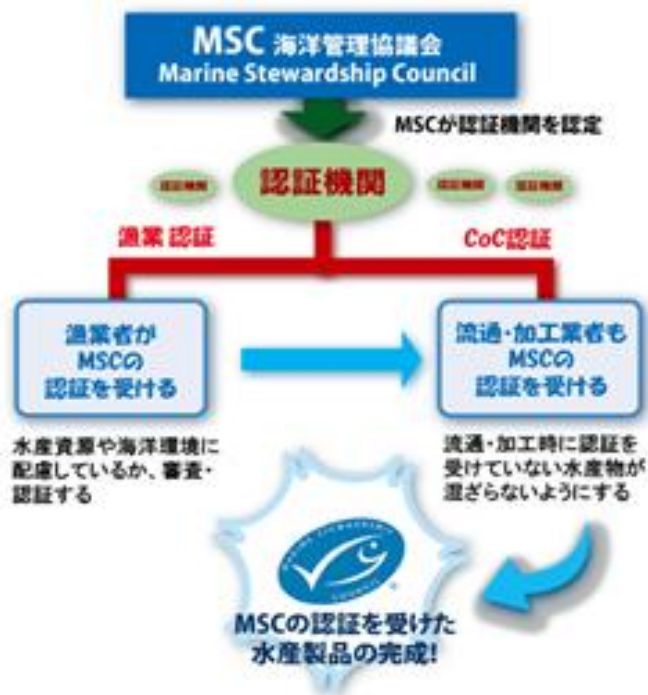 MSC 海洋管理協議会
Marine Stewardship Council
MSCが認証機関を認定
認証機関
認証機関
認証機関
認証機関
漁業 認証
CoC認証
漁業者が
MSCの
認証を受ける
流通・加工業者も
MSCの
認証を受ける
水産資源や海洋環境に
配慮しているか、審査・
認証する
流通・加工時に認証を
受けていない水産物が
混ざらないようにする
MARINE STEWARDSHIP
COUNCIL
MSCの認証を受けた
水産製品の完成!